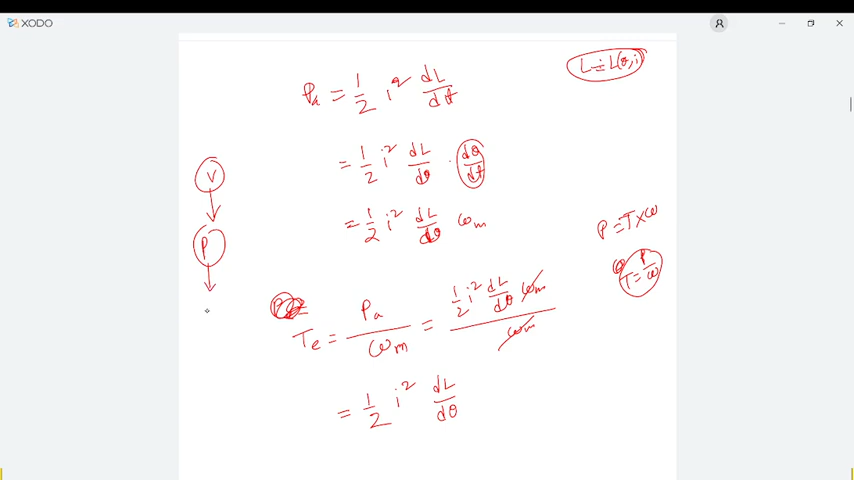 XODO
L = L(θ, i)
Pa = 1/2 i² dL/dt
= 1/2 i² dL/dθ · dθ/dt
V
= 1/2 i² dL/dθ ωm
P = T × ω
P
T = P/ω
Te = Pa/ωm = 1/2 i² dL/dθ ωm / ωm
= 1/2 i² dL/dθ